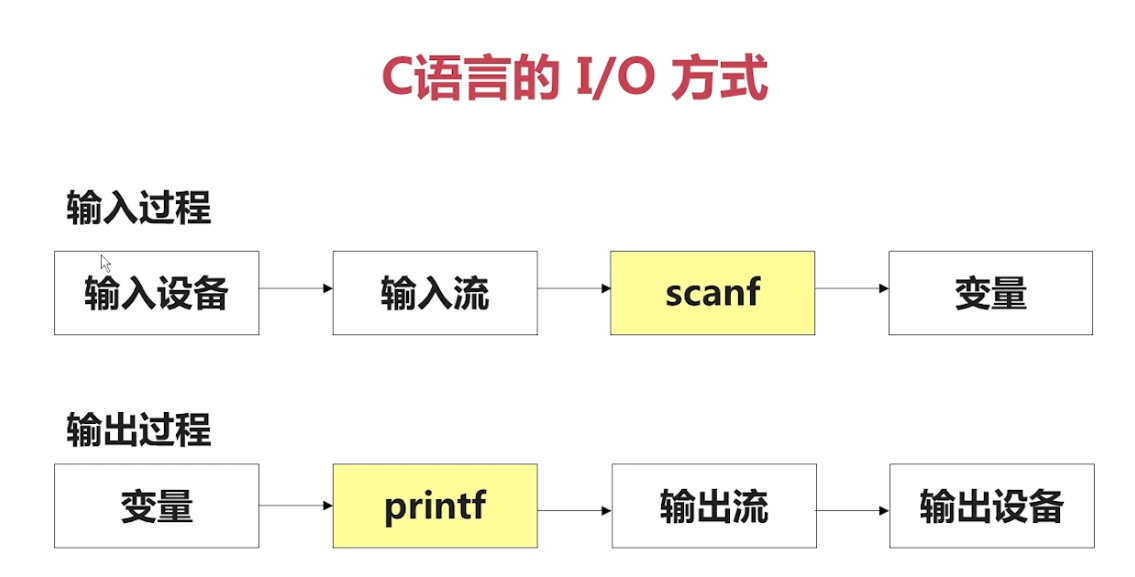 C语言的 I/O 方式
输入过程
输入设备
输入流
scanf
变量
输出过程
变量
printf
输出流
输出设备